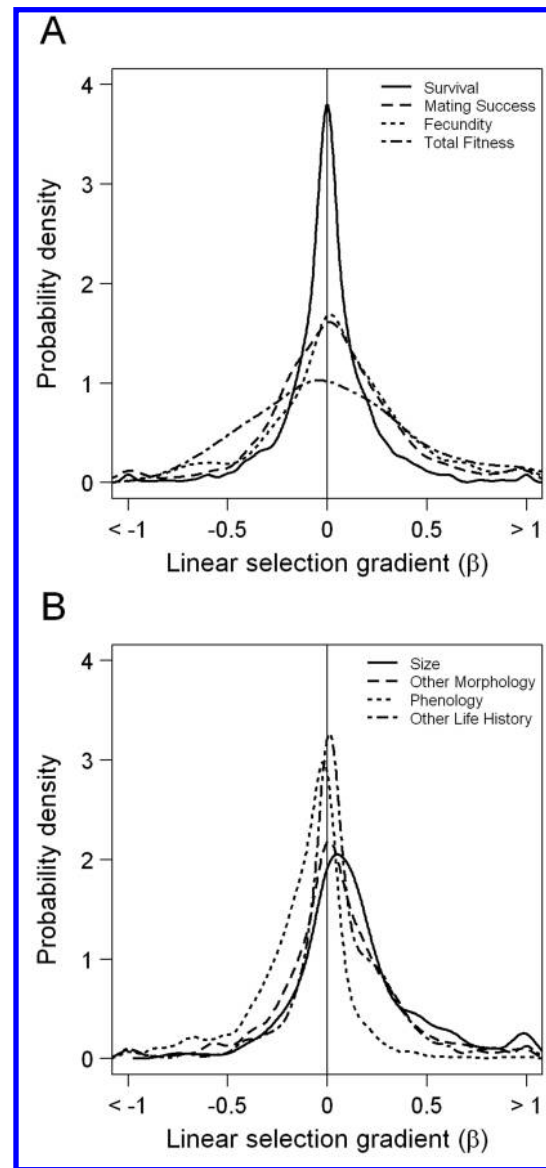 A
4
3
2
1
0
Probability density
Survival
Mating Success
Fecundity
Total Fitness
< -1 -0.5 0 0.5 > 1
Linear selection gradient (β)
B
4
3
2
1
0
Probability density
Size
Other Morphology
Phenology
Other Life History
< -1 -0.5 0 0.5 > 1
Linear selection gradient (β)